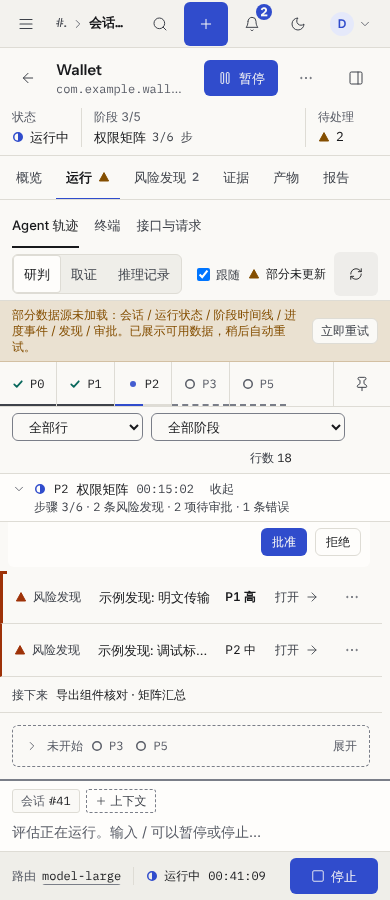 #. > 会话… 2 D
Wallet
com.example.wall… 暂停 …
状态 阶段 3/5 待处理
运行中 权限矩阵 3/6 步 2
概览 运行 风险发现 2 证据 产物 报告
Agent 轨迹 终端 接口与请求
研判 取证 推理记录 跟随 部分未更新
部分数据源未加载：会话 / 运行状态 / 阶段时间线 / 进
度事件 / 发现 / 审批。已展示可用数据，稍后自动重
试。
立即重试
P0 P1 P2 P3 P5
全部行 全部阶段
行数 18
P2 权限矩阵 00:15:02 收起
步骤 3/6 · 2 条风险发现 · 2 项待审批 · 1 条错误
批准 拒绝
风险发现 示例发现: 明文传输 P1 高 打开 → …
风险发现 示例发现: 调试标… P2 中 打开 → …
接下来 导出组件核对 · 矩阵汇总
未开始 P3 P5 展开
会话 #41 + 上下文
评估正在运行。输入 / 可以暂停或停止…
路由 model-large 运行中 00:41:09 停止